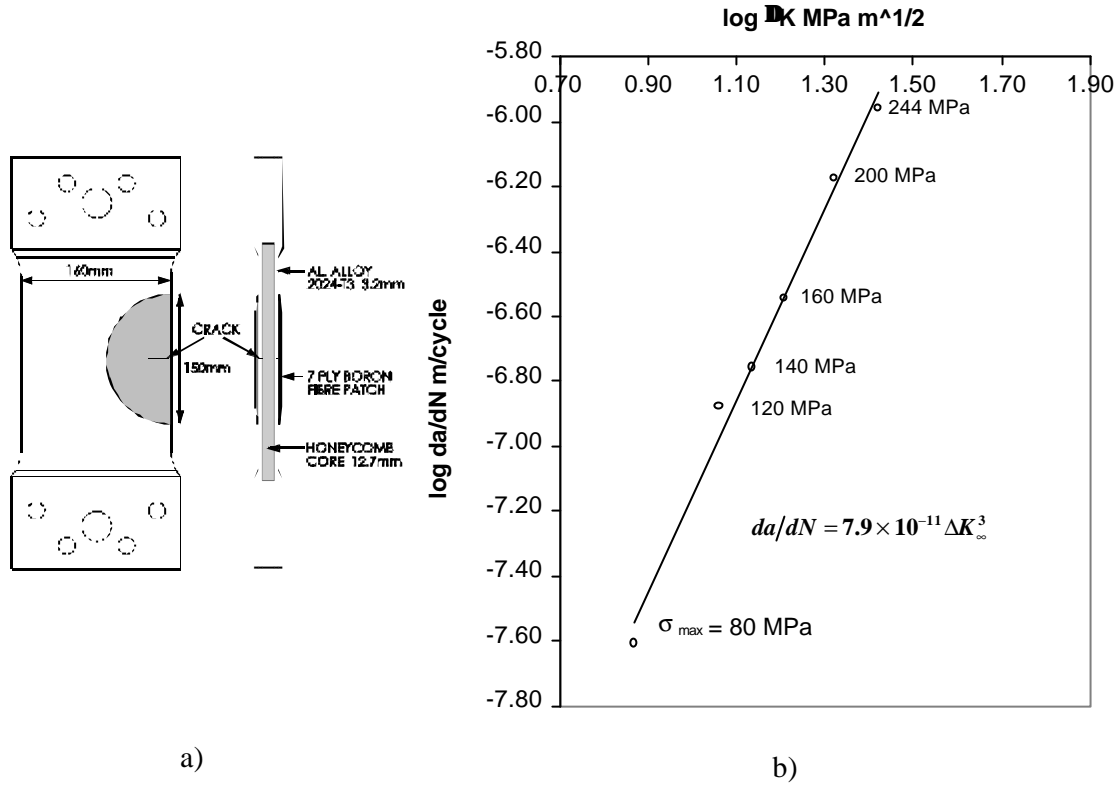 160mm
CRACK
150mm
AL. ALLOY
2024-T3 3.2mm
7 PLY BORON
FIBRE PATCH
HONEYCOMB
CORE 12.7mm
a)
log ΔK MPa m^1/2
-5.80
0.70 0.90 1.10 1.30 1.50 1.70 1.90
-6.00
244 MPa
-6.20
200 MPa
-6.40
-6.60
160 MPa
-6.80
140 MPa
120 MPa
-7.00
-7.20
da/dN = 7.9 × 10⁻¹¹ ΔK∞³
-7.40
-7.60
σ max = 80 MPa
-7.80
log da/dN m/cycle
b)